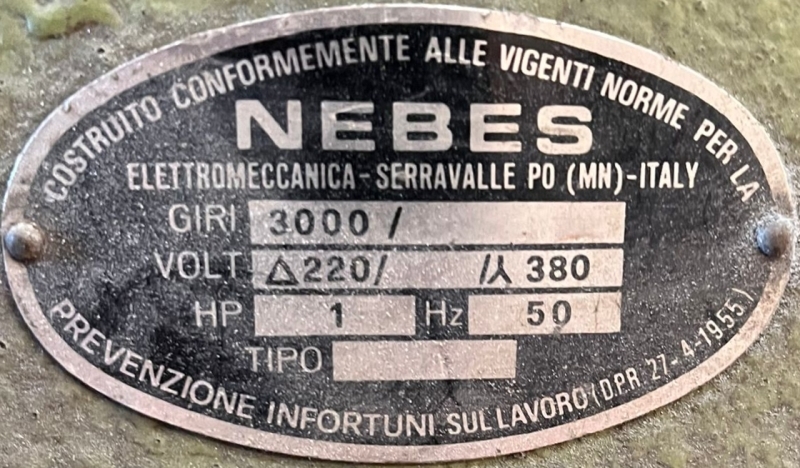 COSTRUITO CONFORMEMENTE ALLE VIGENTI NORME PER LA
NEBES
ELETTROMECCANICA - SERRAVALLE PO (MN) - ITALY
GIRI 3000 /
VOLT △ 220/ /⅄ 380
HP 1 Hz 50
TIPO
PREVENZIONE INFORTUNI SUL LAVORO (D.P.R. 27-4-1955)